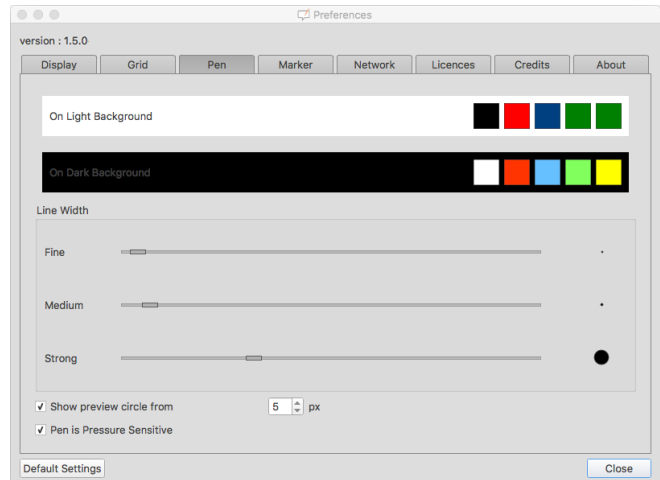 Preferences
version : 1.5.0
Display Grid Pen Marker Network Licences Credits About
On Light Background
On Dark Background
Line Width
Fine
Medium
Strong
Show preview circle from 5 px
Pen is Pressure Sensitive
Default Settings Close